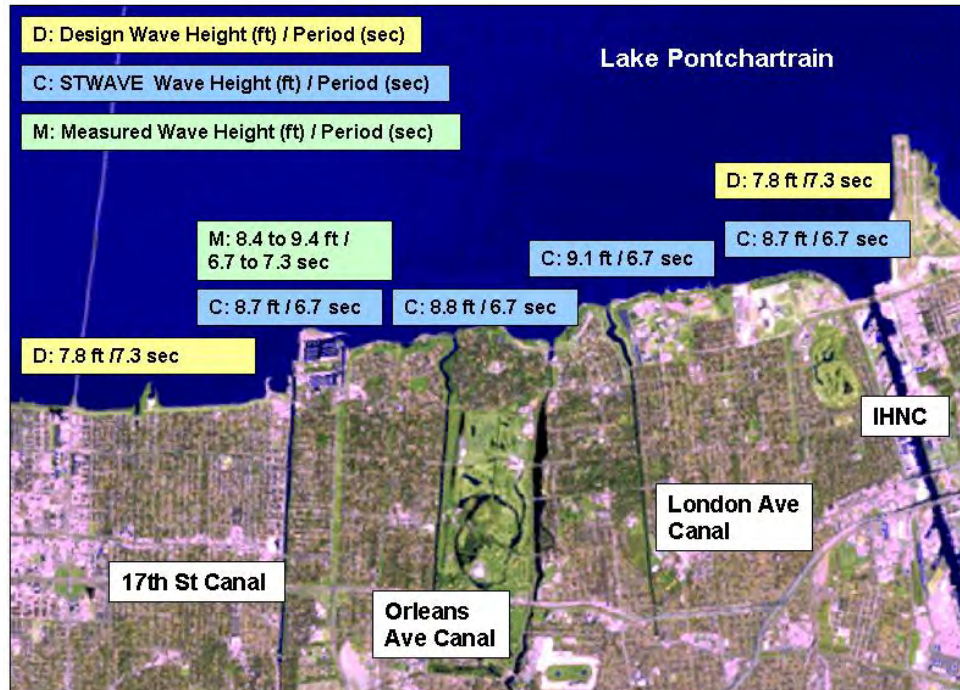 D: Design Wave Height (ft) / Period (sec)
C: STWAVE Wave Height (ft) / Period (sec)
M: Measured Wave Height (ft) / Period (sec)
Lake Pontchartrain
D: 7.8 ft /7.3 sec
C: 8.7 ft / 6.7 sec
M: 8.4 to 9.4 ft /
6.7 to 7.3 sec
C: 9.1 ft / 6.7 sec
C: 8.7 ft / 6.7 sec
C: 8.8 ft / 6.7 sec
D: 7.8 ft /7.3 sec
IHNC
London Ave
Canal
17th St Canal
Orleans
Ave Canal